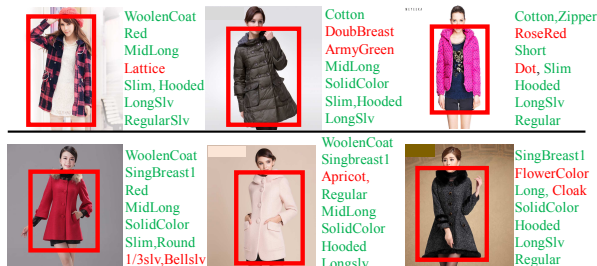 WoolenCoat
Red
MidLong
Lattice
Slim, Hooded
LongSlv
RegularSlv
Cotton
DoubBreast
ArmyGreen
MidLong
SolidColor
Slim,Hooded
LongSlv
Cotton,Zipper
RoseRed
Short
Dot, Slim
Hooded
LongSlv
Regular
WoolenCoat
SingBreast1
Red
MidLong
SolidColor
Slim,Round
1/3slv,Bellslv
WoolenCoat
Singbreast1
Apricot,
Regular
MidLong
SolidColor
Hooded
Longslv
SingBreast1
FlowerColor
Long, Cloak
SolidColor
Hooded
LongSlv
Regular